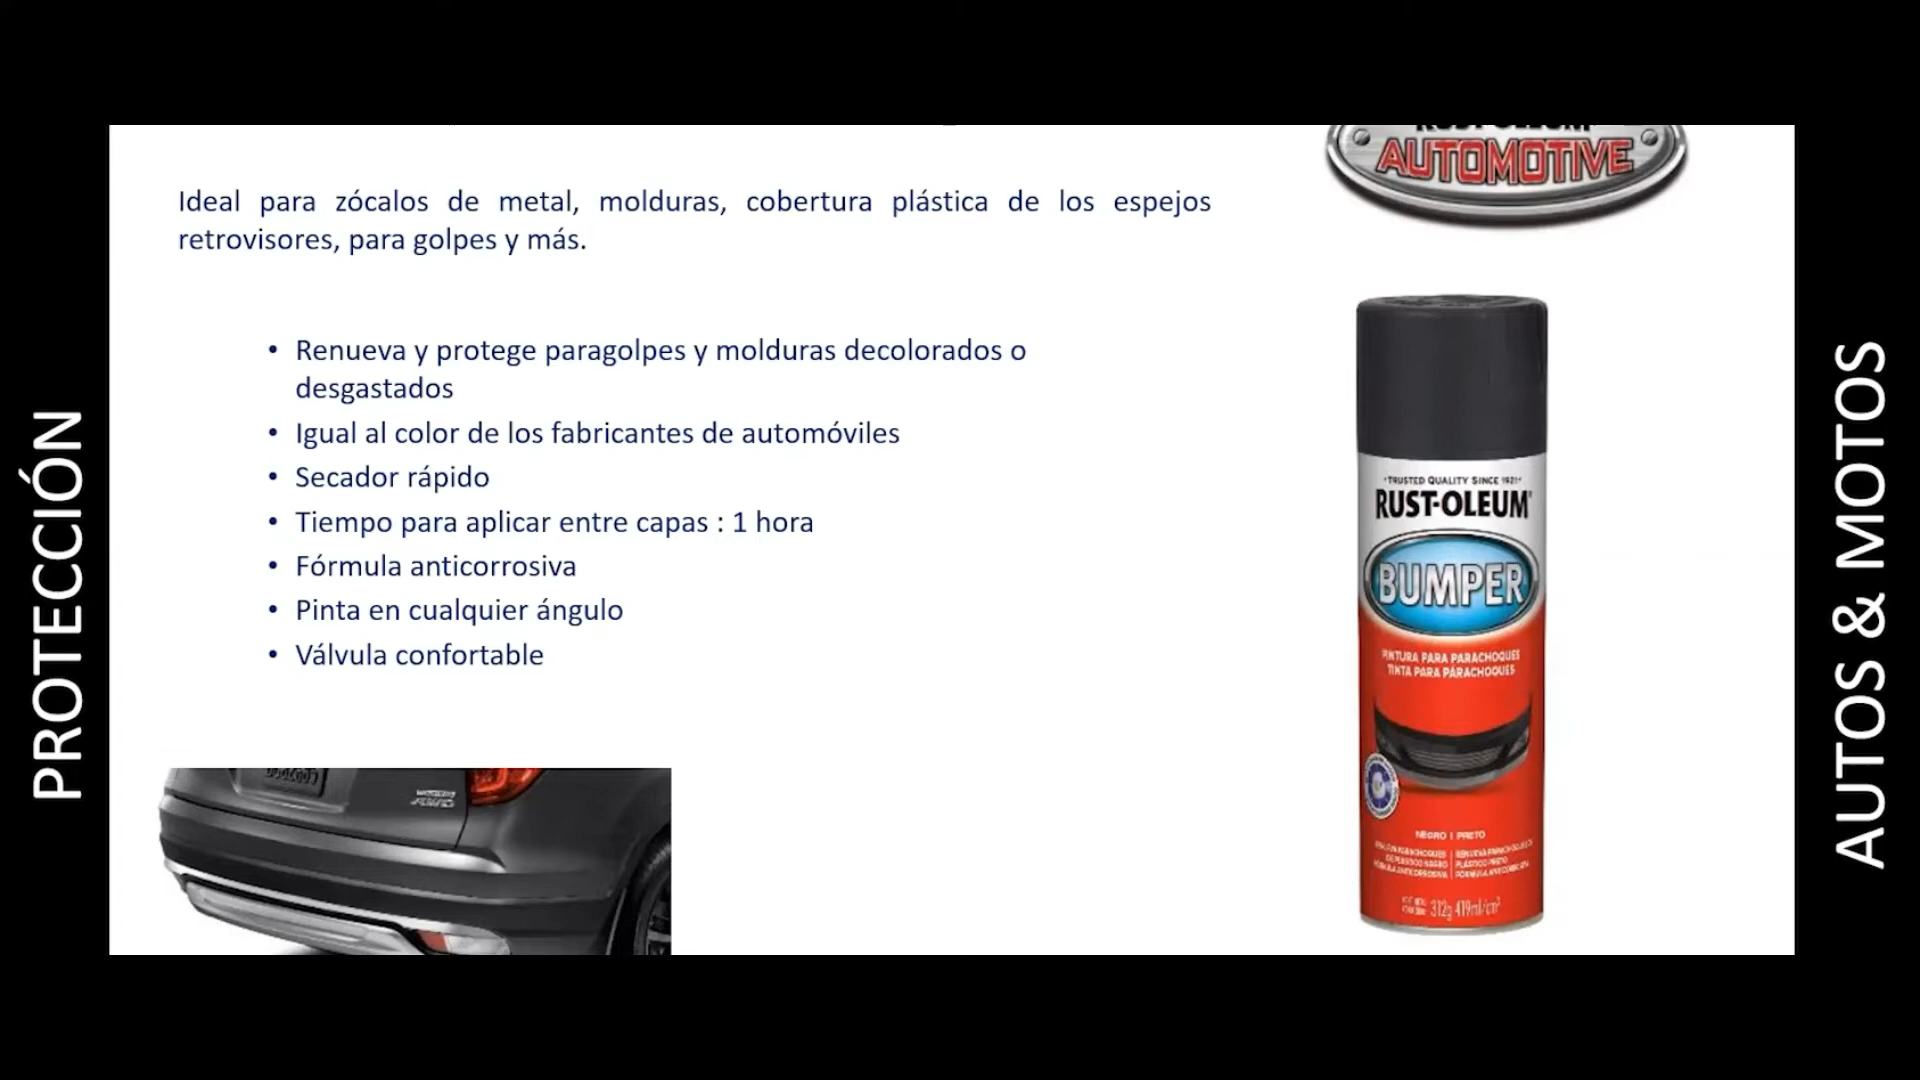 PROTECCIÓN
AUTOMOTIVE
Ideal para zócalos de metal, molduras, cobertura plástica de los espejos
retrovisores, para golpes y más.
• Renueva y protege paragolpes y molduras decolorados o
desgastados
• Igual al color de los fabricantes de automóviles
• Secador rápido
• Tiempo para aplicar entre capas : 1 hora
• Fórmula anticorrosiva
• Pinta en cualquier ángulo
• Válvula confortable
TRUSTED QUALITY SINCE 1921
RUST-OLEUM
BUMPER
PINTURA PARA PARACHOQUES
TINTA PARA PÁRACHOQUES
NEGRO | PRETO
312g 419ml/cm³
AUTOS & MOTOS